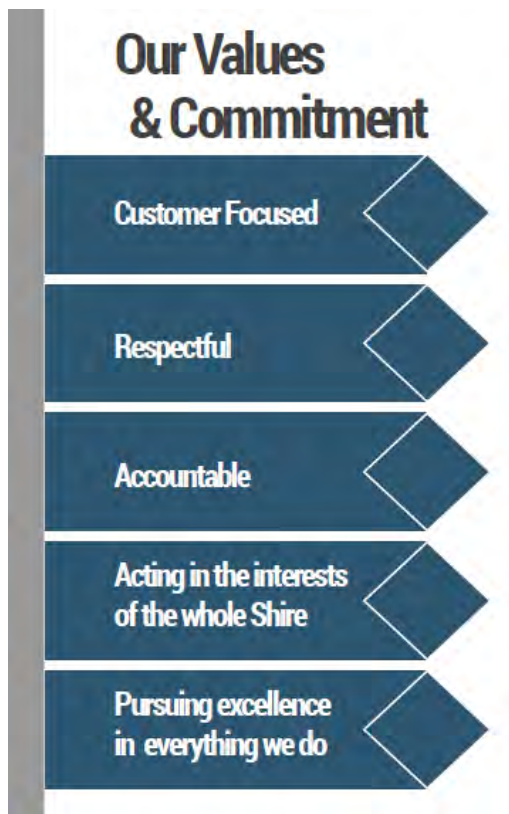 Our Values
& Commitment
Customer Focused
Respectful
Accountable
Acting in the interests
of the whole Shire
Pursuing excellence
in everything we do